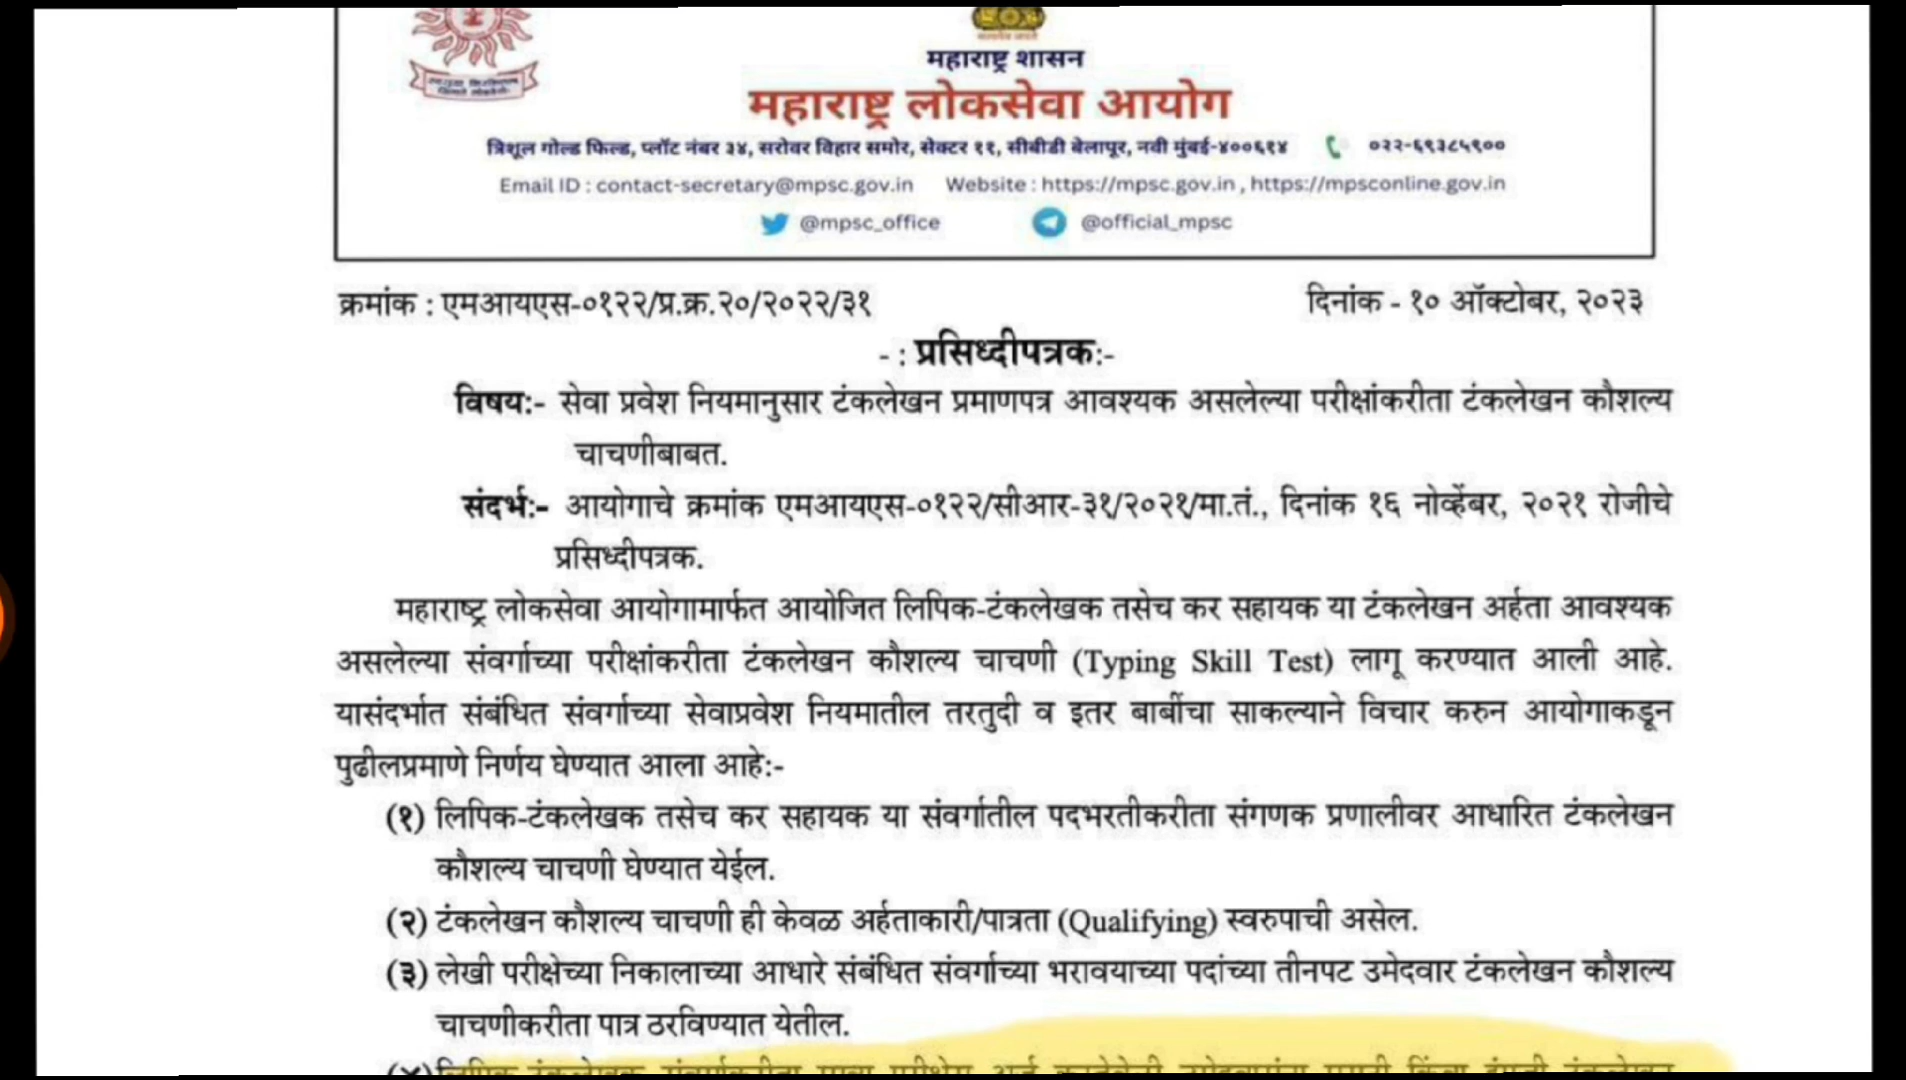 महाराष्ट्र शासन
महाराष्ट्र लोकसेवा आयोग
त्रिशूल गोल्ड फिल्ड, प्लॉट नंबर ३४, सरोवर विहार समोर, सेक्टर ११, सीबीडी बेलापूर, नवी मुंबई-४००६१४ ०२२-६९३८५९००
Email ID : contact-secretary@mpsc.gov.in Website : https://mpsc.gov.in , https://mpsconline.gov.in
@mpsc_office @official_mpsc
क्रमांक : एमआयएस-०१२२/प्र.क्र.२०/२०२२/३१ दिनांक - १० ऑक्टोबर, २०२३
- : प्रसिध्दीपत्रक:-
विषय:- सेवा प्रवेश नियमानुसार टंकलेखन प्रमाणपत्र आवश्यक असलेल्या परीक्षांकरीता टंकलेखन कौशल्य
चाचणीबाबत.
संदर्भ:- आयोगाचे क्रमांक एमआयएस-०१२२/सीआर-३१/२०२१/मा.तं., दिनांक १६ नोव्हेंबर, २०२१ रोजीचे
प्रसिध्दीपत्रक.
महाराष्ट्र लोकसेवा आयोगामार्फत आयोजित लिपिक-टंकलेखक तसेच कर सहायक या टंकलेखन अर्हता आवश्यक
असलेल्या संवर्गाच्या परीक्षांकरीता टंकलेखन कौशल्य चाचणी (Typing Skill Test) लागू करण्यात आली आहे.
यासंदर्भात संबंधित संवर्गाच्या सेवाप्रवेश नियमातील तरतुदी व इतर बाबींचा साकल्याने विचार करुन आयोगाकडून
पुढीलप्रमाणे निर्णय घेण्यात आला आहे:-
(१) लिपिक-टंकलेखक तसेच कर सहायक या संवर्गातील पदभरतीकरीता संगणक प्रणालीवर आधारित टंकलेखन
कौशल्य चाचणी घेण्यात येईल.
(२) टंकलेखन कौशल्य चाचणी ही केवळ अर्हताकारी/पात्रता (Qualifying) स्वरुपाची असेल.
(३) लेखी परीक्षेच्या निकालाच्या आधारे संबंधित संवर्गाच्या भरावयाच्या पदांच्या तीनपट उमेदवार टंकलेखन कौशल्य
चाचणीकरीता पात्र ठरविण्यात येतील.